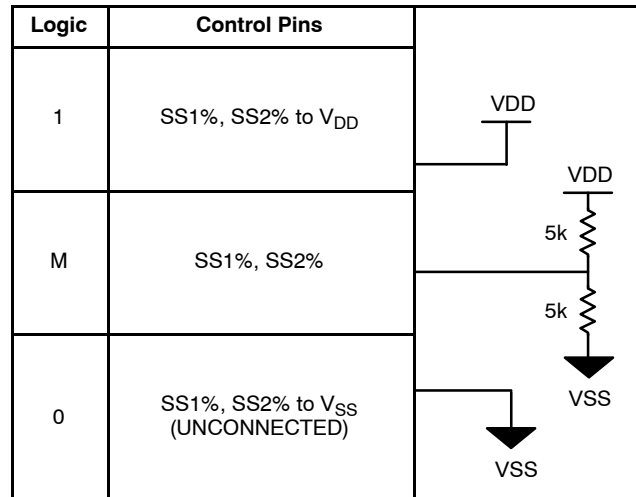 Logic
Control Pins
1
SS1%, SS2% to VDD
VDD
VDD
5k
M
SS1%, SS2%
5k
VSS
0
SS1%, SS2% to VSS
(UNCONNECTED)
VSS